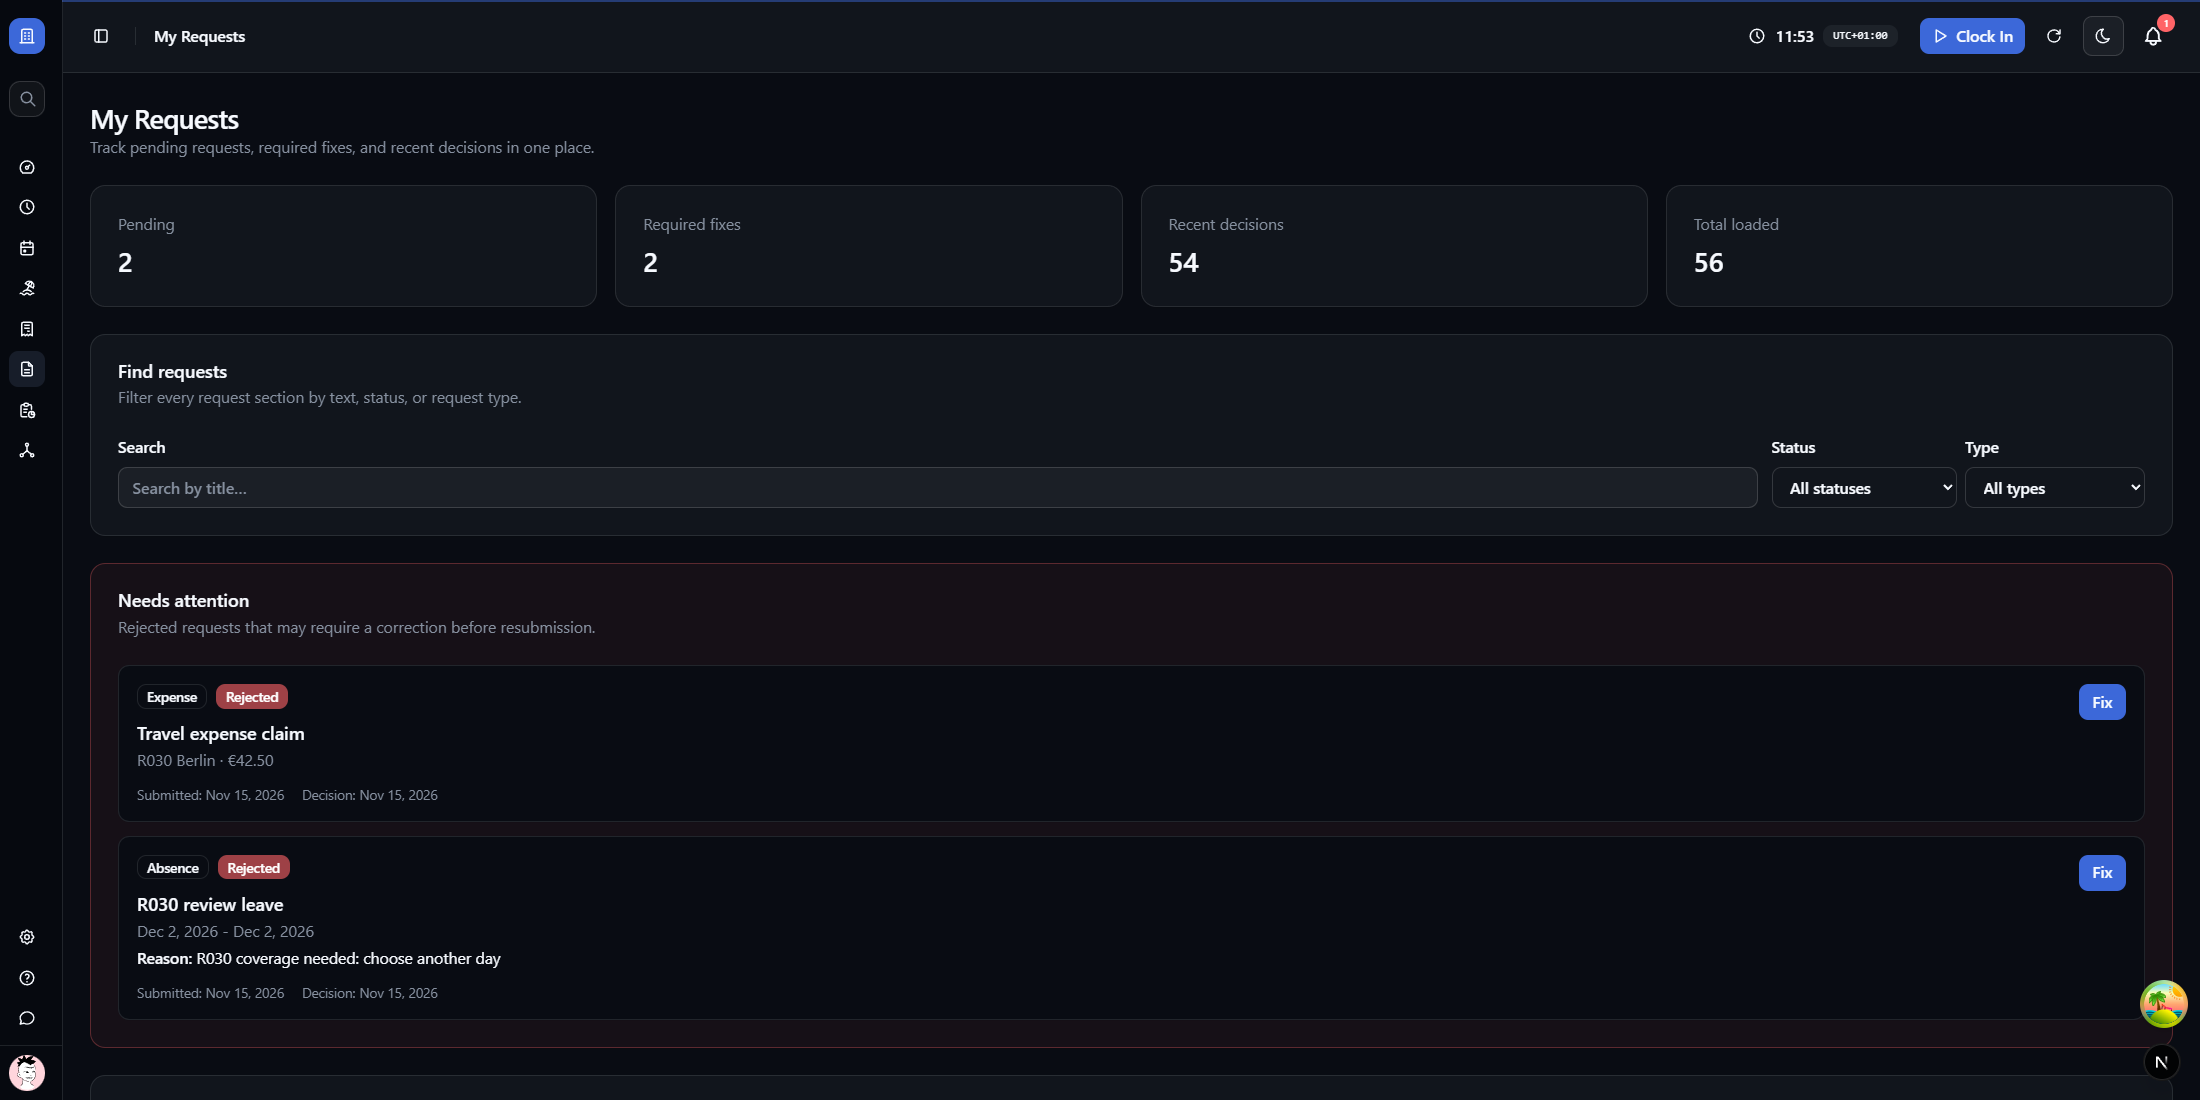 My Requests
11:53
UTC+01:00
Clock In
1
My Requests
Track pending requests, required fixes, and recent decisions in one place.
Pending
2
Required fixes
2
Recent decisions
54
Total loaded
56
Find requests
Filter every request section by text, status, or request type.
Search
Search by title...
Status
All statuses
Type
All types
Needs attention
Rejected requests that may require a correction before resubmission.
Expense
Rejected
Fix
Travel expense claim
R030 Berlin · €42.50
Submitted: Nov 15, 2026
Decision: Nov 15, 2026
Absence
Rejected
Fix
R030 review leave
Dec 2, 2026 - Dec 2, 2026
Reason: R030 coverage needed: choose another day
Submitted: Nov 15, 2026
Decision: Nov 15, 2026
N